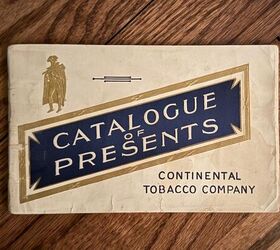 CATALOGUE
OF
PRESENTS
CONTINENTAL
TOBACCO COMPANY